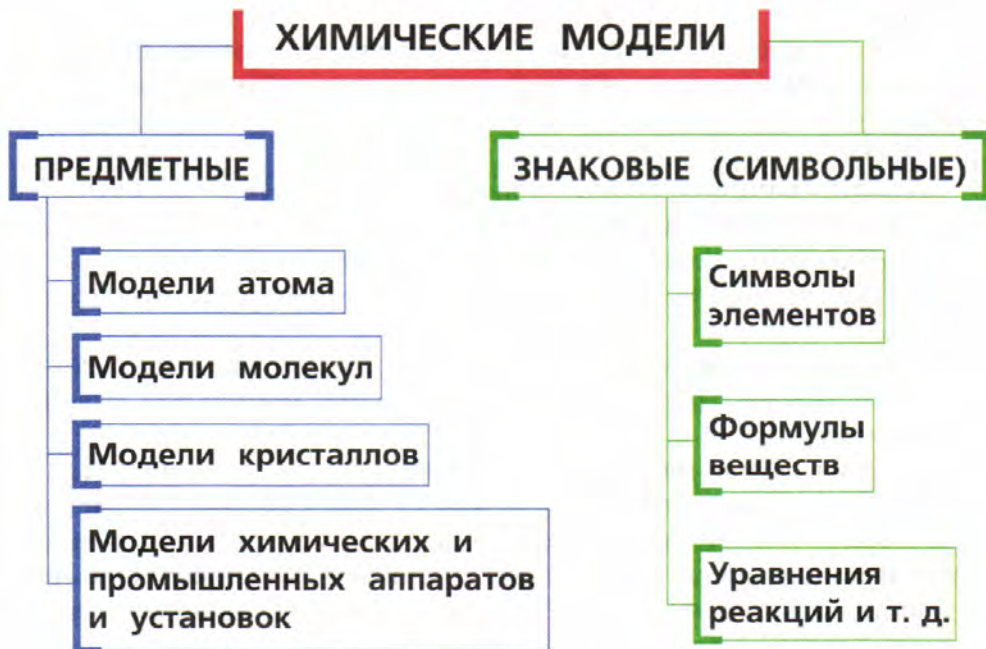 ХИМИЧЕСКИЕ МОДЕЛИ
ПРЕДМЕТНЫЕ
Модели атома
Модели молекул
Модели кристаллов
Модели химических и
промышленных аппаратов
и установок
ЗНАКОВЫЕ (СИМВОЛЬНЫЕ)
Символы
элементов
Формулы
веществ
Уравнения
реакций и т. д.